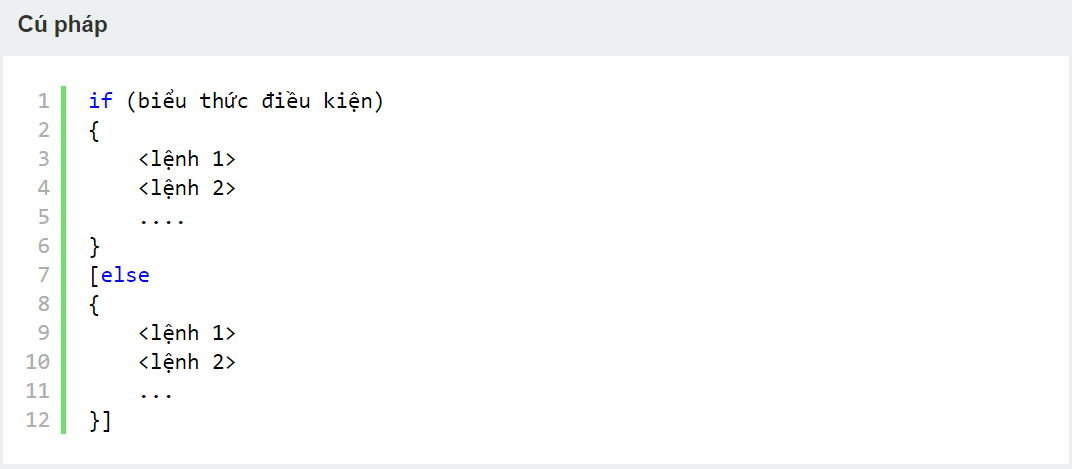 Cú pháp
1 if (biểu thức điều kiện)
2 {
3 <lệnh 1>
4 <lệnh 2>
5 ....
6 }
7 [else
8 {
9 <lệnh 1>
10 <lệnh 2>
11 ...
12 }]